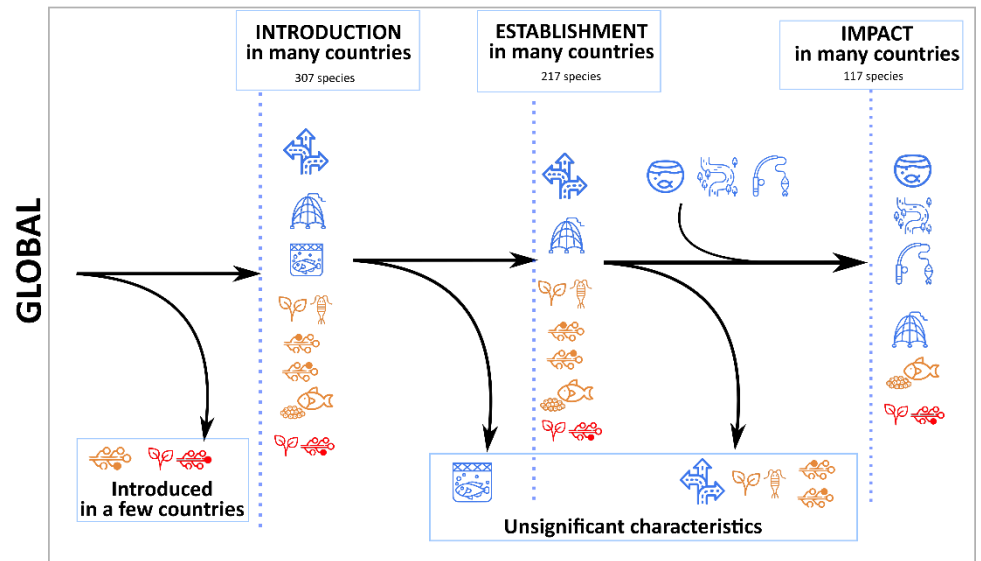 INTRODUCTION
in many countries
307 species
ESTABLISHMENT
in many countries
217 species
IMPACT
in many countries
117 species
GLOBAL
Introduced
in a few countries
Unsignificant characteristics